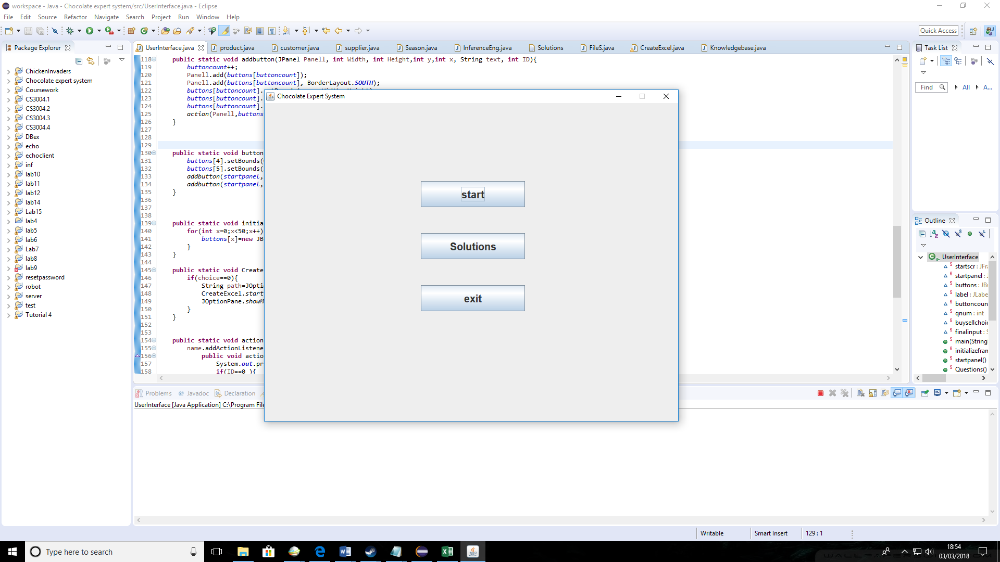 workspace - Java - Chocolate expert system/src/UserInterface.java - Eclipse
File Edit Source Refactor Navigate Search Project Run Window Help
Quick Access
Package Explorer
ChickenInvaders
Chocolate expert system
Coursework
CS3004.1
CS3004.2
CS3004.3
CS3004.4
DBex
echo
echoclient
inf
lab10
lab11
lab12
lab14
Lab15
lab4
lab5
lab6
Lab7
lab8
lab9
resetpassword
robot
server
test
Tutorial 4
UserInterface.java product.java customer.java supplier.java Season.java InferenceEng.java Solutions FileS.java CreateExcel.java Knowledgebase.java
118 public static void addbutton(JPanel Panell, int Width, int Height,int y,int x, String text, int ID){
119 buttoncount++;
120 Panell.add(buttons[buttoncount]);
121 Panell.add(buttons[buttoncount], BorderLayout.SOUTH);
122 buttons[buttoncount].
123 buttons[buttoncount].
124 buttons[buttoncount].
125 action(Panell,buttons
126 }
127
128
129
130 public static void button
131 buttons[4].setBounds(
132 buttons[5].setBounds(
133 addbutton(startpanel,
134 addbutton(startpanel,
135 }
136
137
138
139 public static void initia
140 for(int x=0;x<50;x++)
141 buttons[x]=new JB
142 }
143 }
144
145 public static void Create
146 if(choice==0){
147 String path=JOpti
148 CreateExcel.start
149 JOptionPane.showM
150 }
151 }
152
153
154 public static void action
155 name.addActionListene
156 public void actio
157 System.out.pr
158 if(ID==0 ){
Chocolate Expert System
start
Solutions
exit
Task List
Find All A...
Outline
UserInterface
startscr : JFra
startpanel :
buttons : JBu
label : JLabe
buttoncoun
qnum : int
buysellchoic
finalinput : S
main(String
initializefran
startpanel()
Questions()
Problems Javadoc Declaration
UserInterface [Java Application] C:\Program File
Writable Smart Insert 129 : 1
Type here to search
18:54
03/03/2018